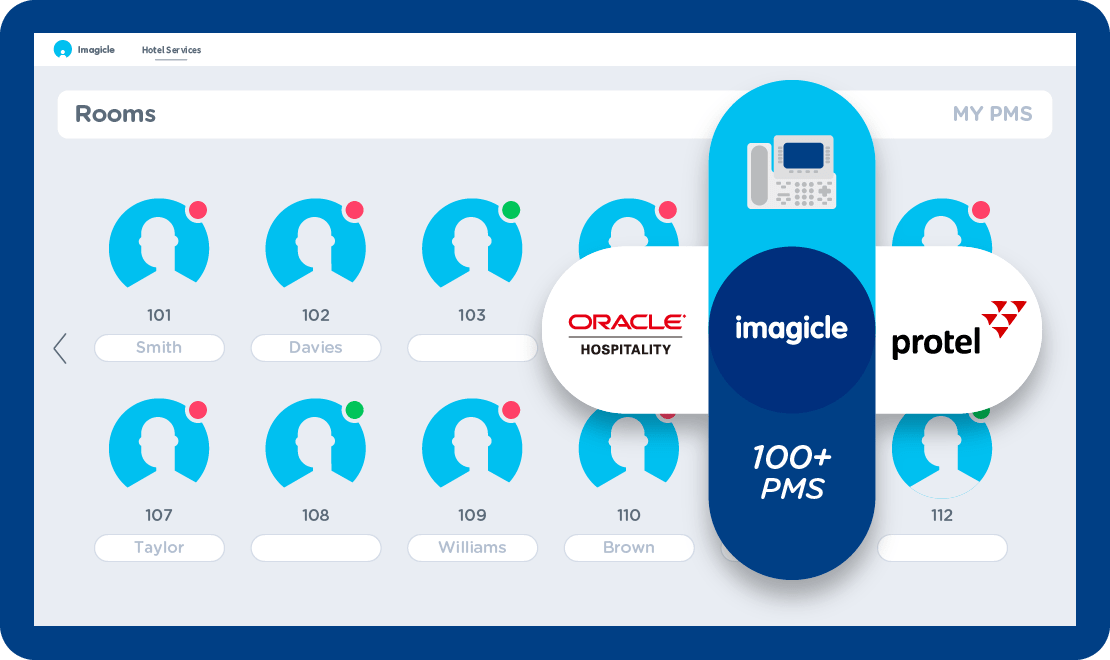 Imagicle Hotel Services
Rooms MY PMS
101 102 103
Smith Davies
ORACLE
HOSPITALITY
imagicle
protel
107 108 109 110 112
Taylor Williams Brown
100+
PMS